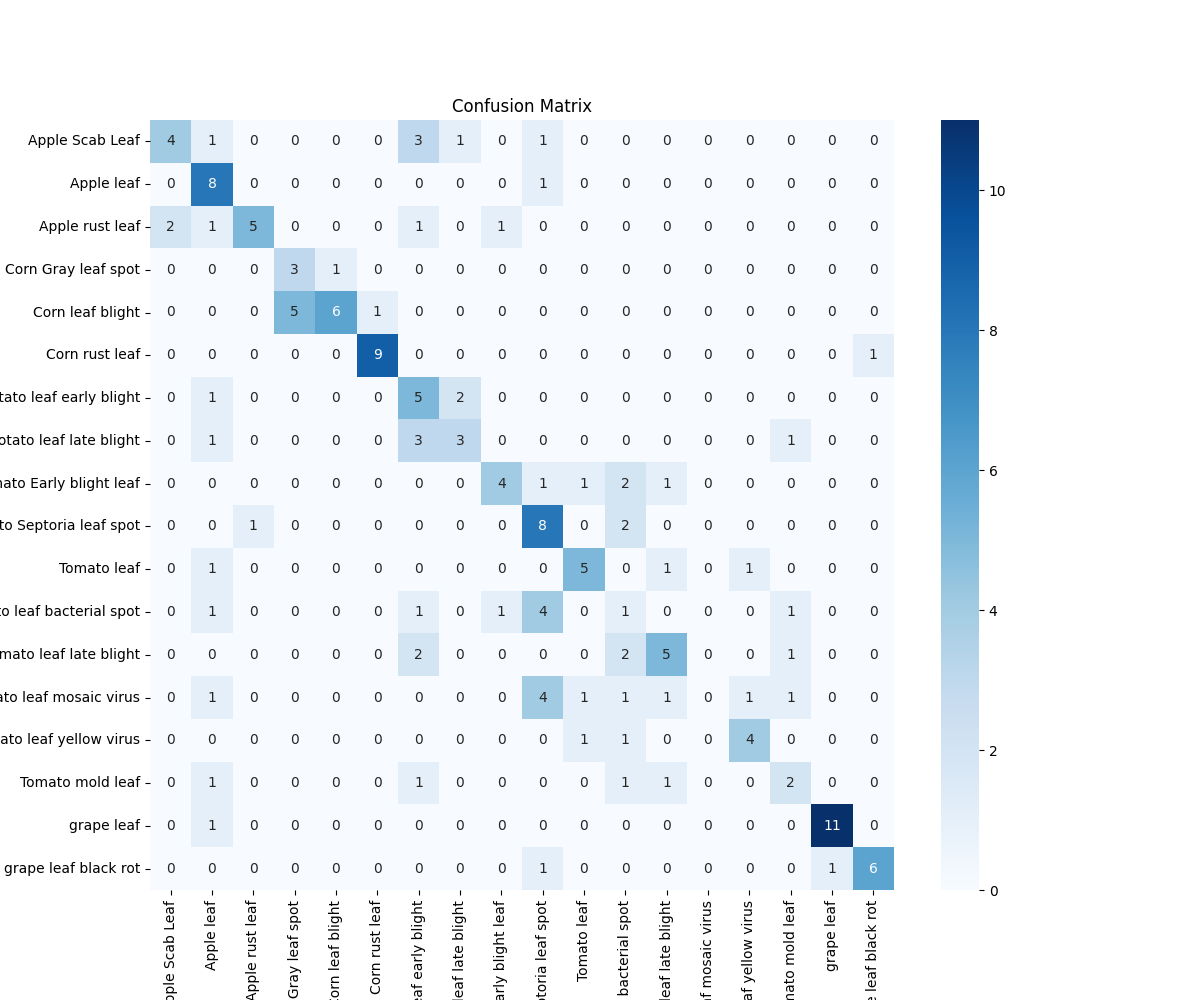 Confusion Matrix
Apple Scab Leaf 4 1 0 0 0 0 3 1 0 1 0 0 0 0 0 0 0 0
Apple leaf 0 8 0 0 0 0 0 0 0 1 0 0 0 0 0 0 0 0
Apple rust leaf 2 1 5 0 0 0 1 0 1 0 0 0 0 0 0 0 0 0
Corn Gray leaf spot 0 0 0 3 1 0 0 0 0 0 0 0 0 0 0 0 0 0
Corn leaf blight 0 0 0 5 6 1 0 0 0 0 0 0 0 0 0 0 0 0
Corn rust leaf 0 0 0 0 0 9 0 0 0 0 0 0 0 0 0 0 0 1
tato leaf early blight 0 1 0 0 0 0 5 2 0 0 0 0 0 0 0 0 0 0
otato leaf late blight 0 1 0 0 0 0 3 3 0 0 0 0 0 0 0 1 0 0
nato Early blight leaf 0 0 0 0 0 0 0 0 4 1 1 2 1 0 0 0 0 0
to Septoria leaf spot 0 0 1 0 0 0 0 0 0 8 0 2 0 0 0 0 0 0
Tomato leaf 0 1 0 0 0 0 0 0 0 0 5 0 1 0 1 0 0 0
to leaf bacterial spot 0 1 0 0 0 0 1 0 1 4 0 1 0 0 0 1 0 0
mato leaf late blight 0 0 0 0 0 0 2 0 0 0 0 2 5 0 0 1 0 0
ato leaf mosaic virus 0 1 0 0 0 0 0 0 0 4 1 1 1 0 1 1 0 0
ato leaf yellow virus 0 0 0 0 0 0 0 0 0 0 1 1 0 0 4 0 0 0
Tomato mold leaf 0 1 0 0 0 0 1 0 0 0 0 1 1 0 0 2 0 0
grape leaf 0 1 0 0 0 0 0 0 0 0 0 0 0 0 0 0 11 0
grape leaf black rot 0 0 0 0 0 0 0 0 0 1 0 0 0 0 0 0 1 6
pple Scab Leaf
Apple leaf
Apple rust leaf
Gray leaf spot
orn leaf blight
Corn rust leaf
eaf early blight
leaf late blight
arly blight leaf
toria leaf spot
Tomato leaf
bacterial spot
leaf late blight
f mosaic virus
af yellow virus
mato mold leaf
grape leaf
e leaf black rot
10
8
6
4
2
0